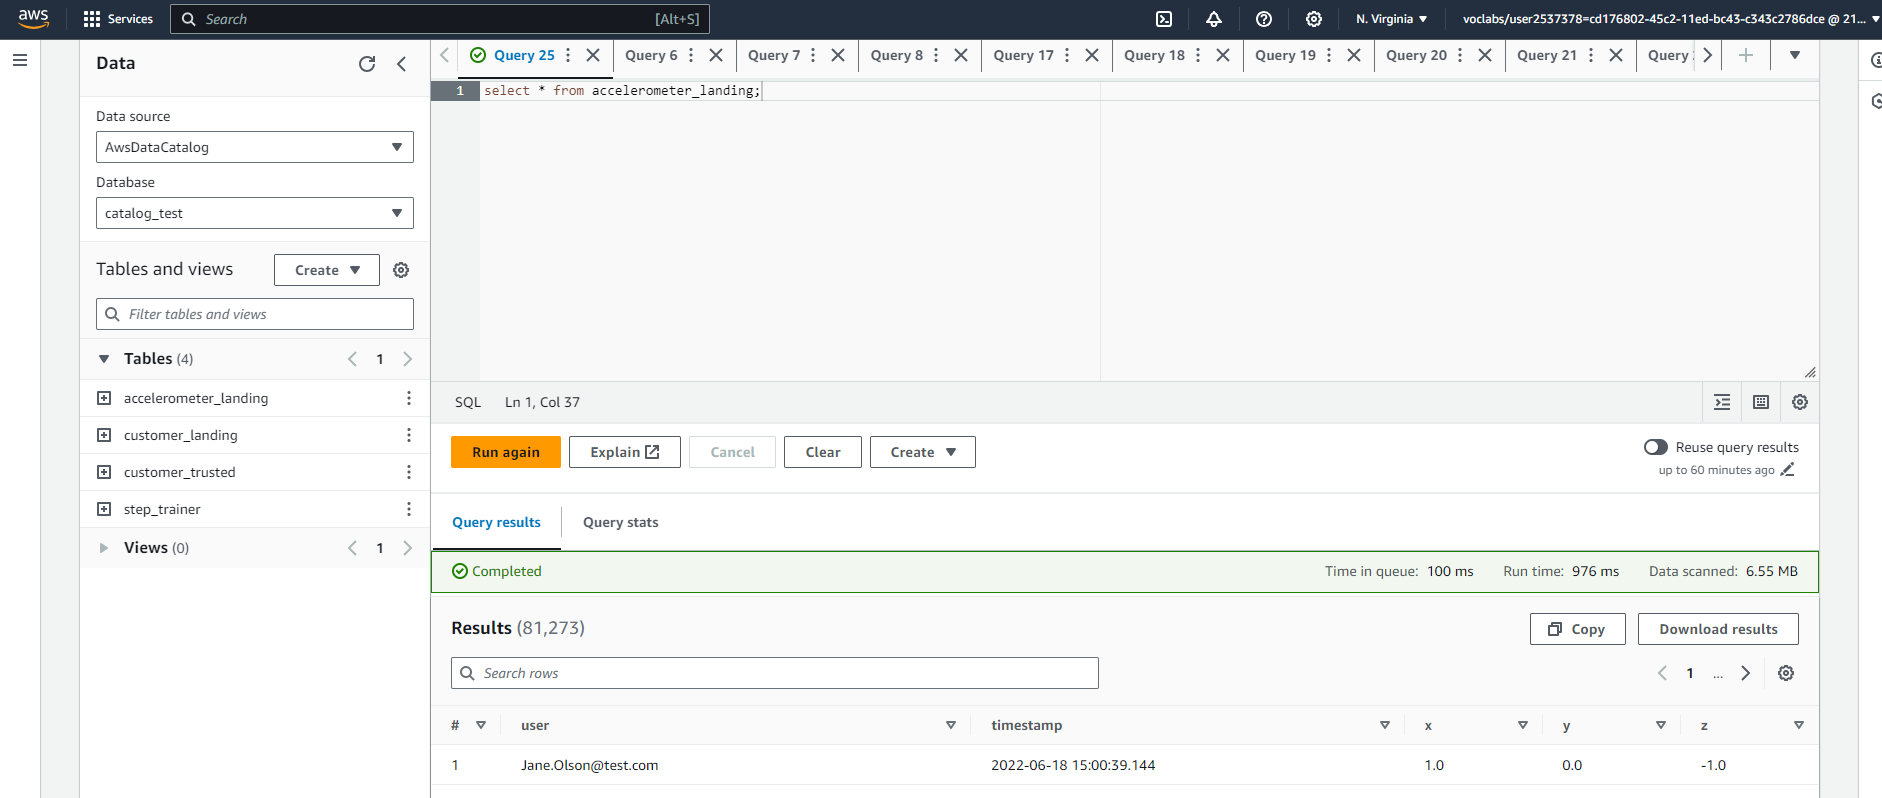 aws Services Search [Alt+S] N. Virginia voclabs/user2537378=cd176802-45c2-11ed-bc43-c343c2786dce @ 21...
Data
Data source
AwsDataCatalog
Database
catalog_test
Tables and views Create
Filter tables and views
Tables (4) 1
accelerometer_landing
customer_landing
customer_trusted
step_trainer
Views (0) 1
Query 25 Query 6 Query 7 Query 8 Query 17 Query 18 Query 19 Query 20 Query 21 Query
1 select * from accelerometer_landing;
SQL Ln 1, Col 37
Run again Explain Cancel Clear Create Reuse query results
up to 60 minutes ago
Query results Query stats
Completed Time in queue: 100 ms Run time: 976 ms Data scanned: 6.55 MB
Results (81,273) Copy Download results
Search rows 1 ...
# user timestamp x y z
1 Jane.Olson@test.com 2022-06-18 15:00:39.144 1.0 0.0 -1.0